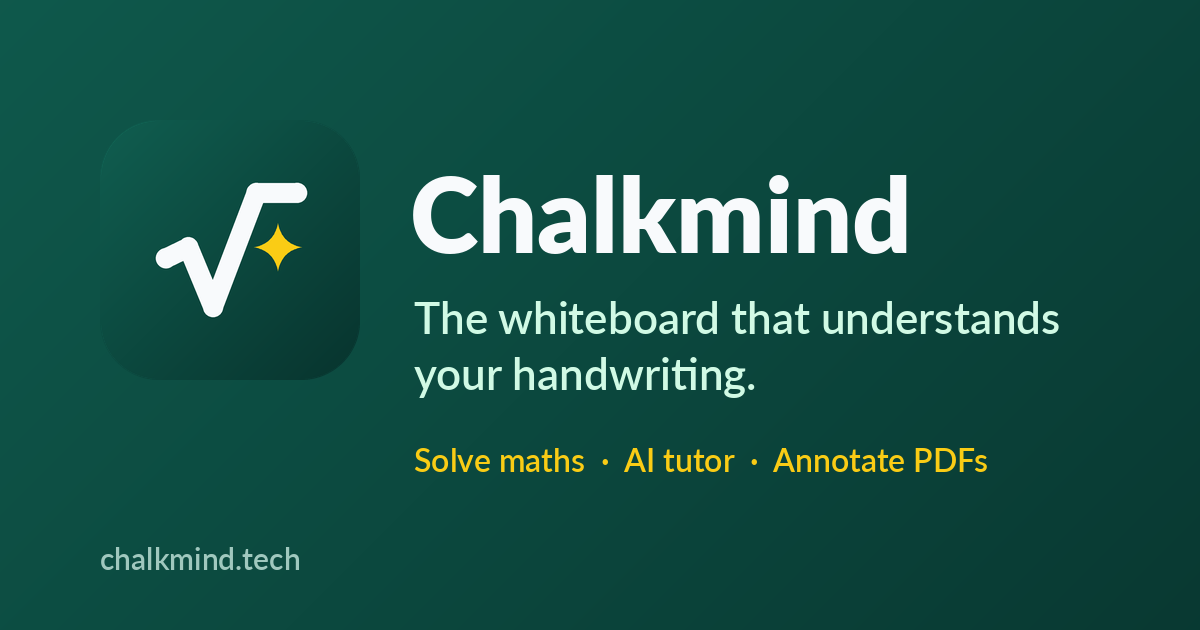 Chalkmind
The whiteboard that understands
your handwriting.
Solve maths · AI tutor · Annotate PDFs
chalkmind.tech